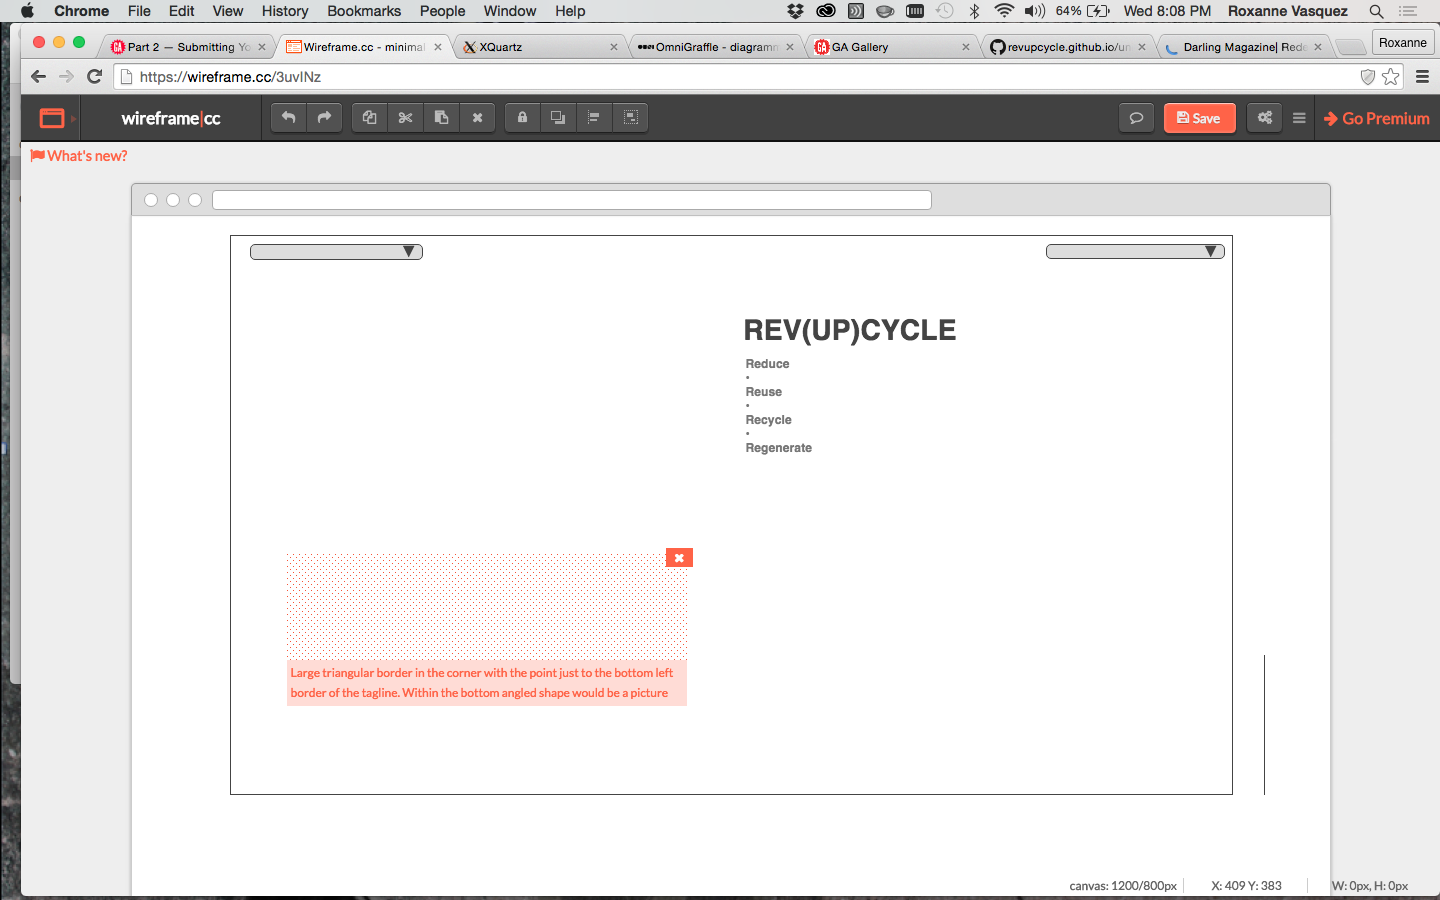 Chrome File Edit View History Bookmarks People Window Help 64% Wed 8:08 PM Roxanne Vasquez
Part 2 — Submitting Yo
Wireframe.cc - minimal
XQuartz
OmniGraffle - diagramm
GA Gallery
revupcycle.github.io/un
Darling Magazine| Rede
Roxanne
https://wireframe.cc/3uvlNz
wireframe|cc
Save
Go Premium
What's new?
REV(UP)CYCLE
Reduce
•
Reuse
•
Recycle
•
Regenerate
Large triangular border in the corner with the point just to the bottom left
border of the tagline. Within the bottom angled shape would be a picture
canvas: 1200/800px X: 409 Y: 383 W: 0px, H: 0px